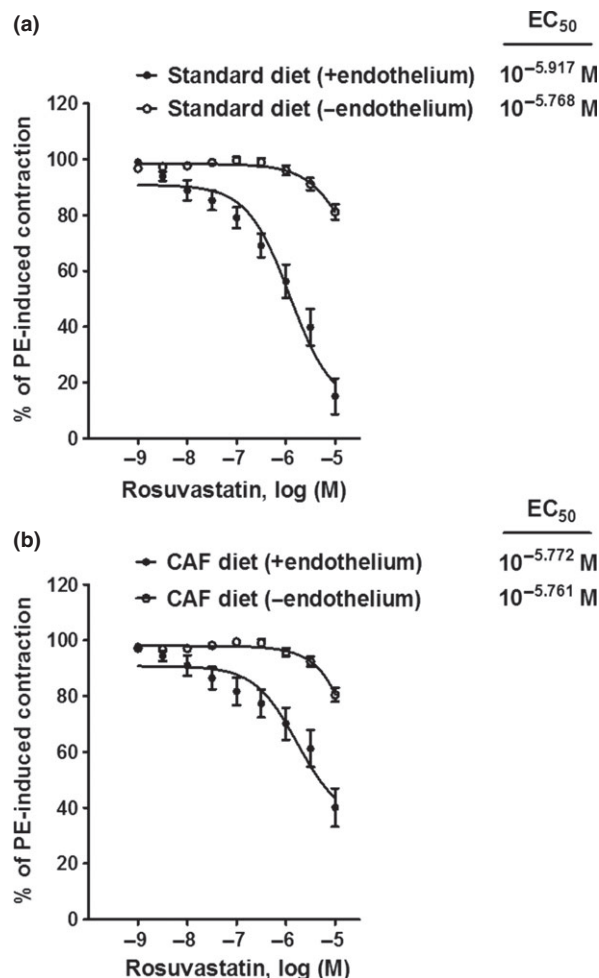 (a)
EC50
Standard diet (+endothelium) 10−5.917 M
Standard diet (−endothelium) 10−5.768 M
120
100
80
60
40
20
0
% of PE-induced contraction
−9 −8 −7 −6 −5
Rosuvastatin, log (M)
EC50
(b)
CAF diet (+endothelium) 10−5.772 M
CAF diet (−endothelium) 10−5.761 M
120
100
80
60
40
20
0
% of PE-induced contraction
−9 −8 −7 −6 −5
Rosuvastatin, log (M)